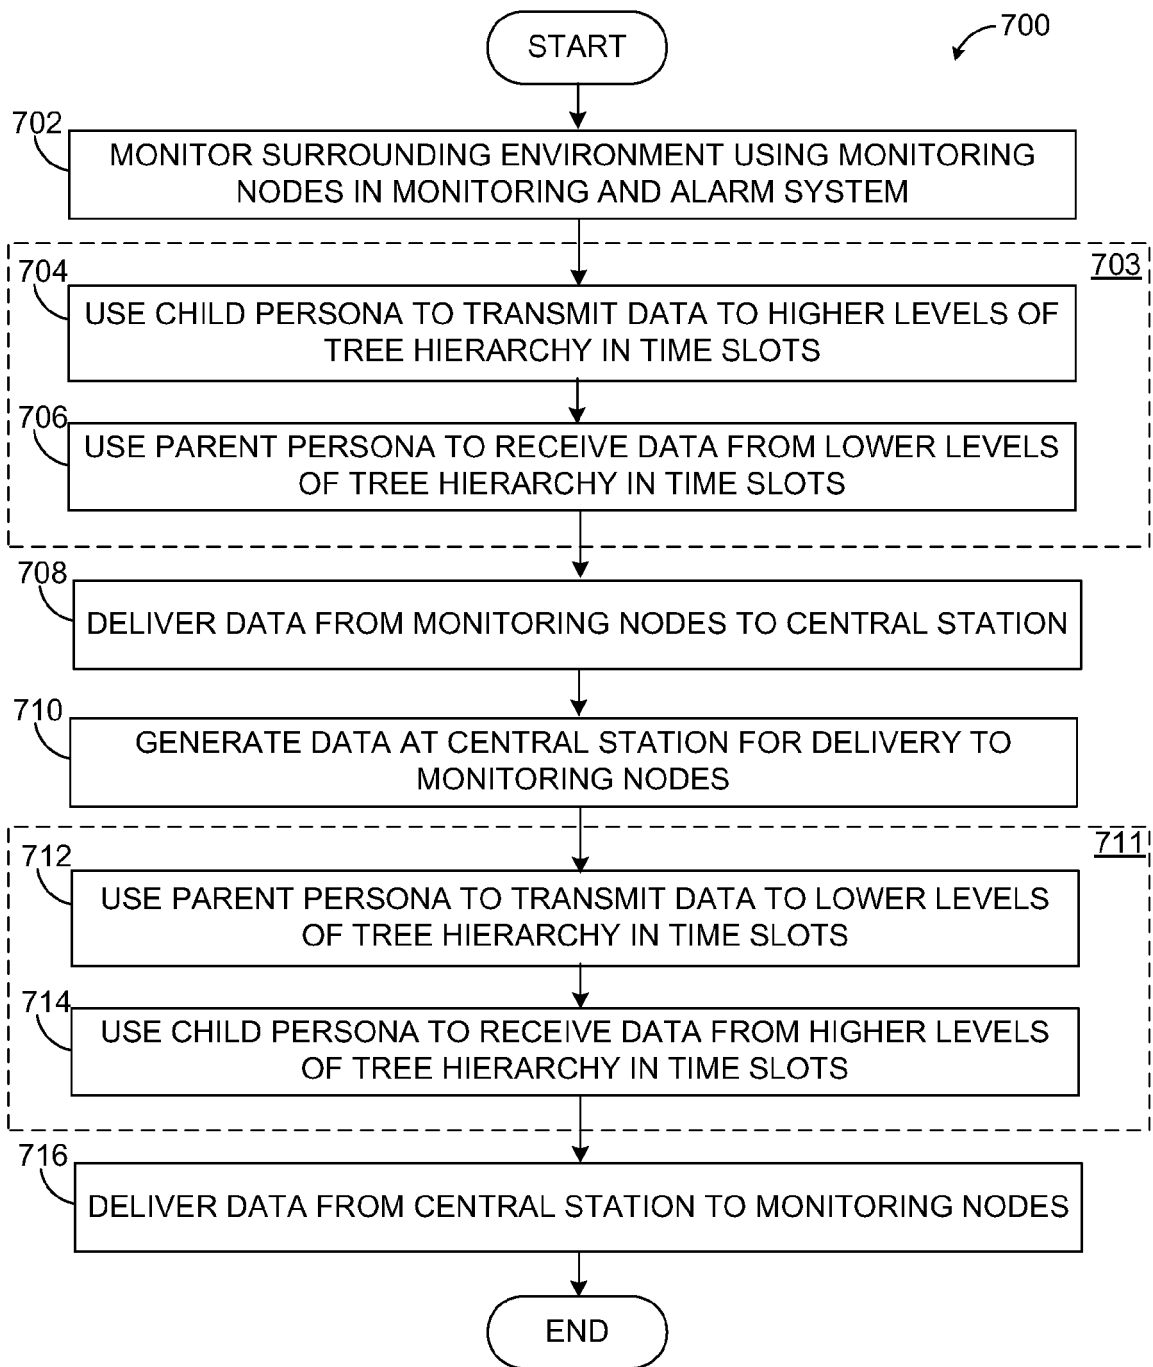 START
700
702
MONITOR SURROUNDING ENVIRONMENT USING MONITORING
NODES IN MONITORING AND ALARM SYSTEM
703
704
USE CHILD PERSONA TO TRANSMIT DATA TO HIGHER LEVELS OF
TREE HIERARCHY IN TIME SLOTS
706
USE PARENT PERSONA TO RECEIVE DATA FROM LOWER LEVELS
OF TREE HIERARCHY IN TIME SLOTS
708
DELIVER DATA FROM MONITORING NODES TO CENTRAL STATION
710
GENERATE DATA AT CENTRAL STATION FOR DELIVERY TO
MONITORING NODES
711
712
USE PARENT PERSONA TO TRANSMIT DATA TO LOWER LEVELS
OF TREE HIERARCHY IN TIME SLOTS
714
USE CHILD PERSONA TO RECEIVE DATA FROM HIGHER LEVELS
OF TREE HIERARCHY IN TIME SLOTS
716
DELIVER DATA FROM CENTRAL STATION TO MONITORING NODES
END